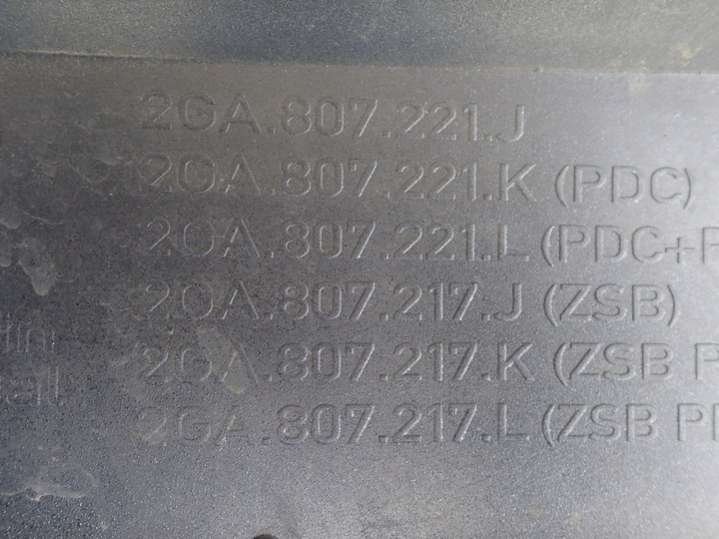 2GA.807.221.J
2GA.807.221.K (PDC)
2GA.807.221.L (PDC+P
2GA.807.217.J (ZSB)
2GA.807.217.K (ZSB P
2GA.807.217.L (ZSB P